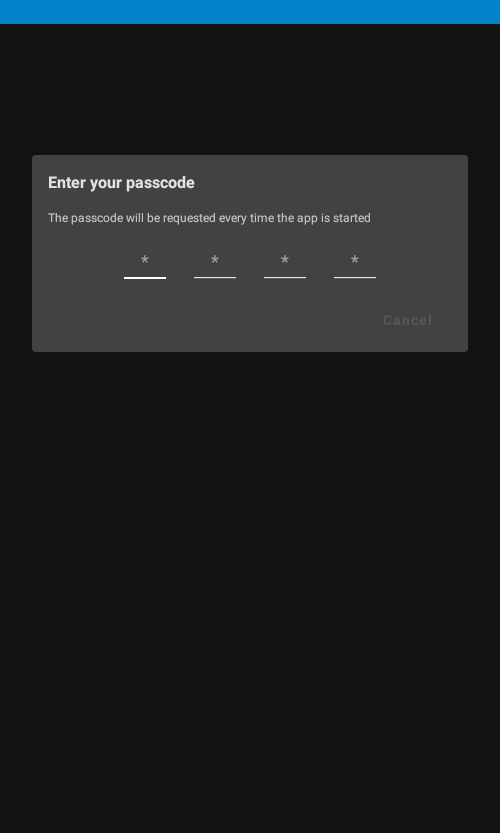 Enter your passcode
The passcode will be requested every time the app is started
* * * *
Cancel